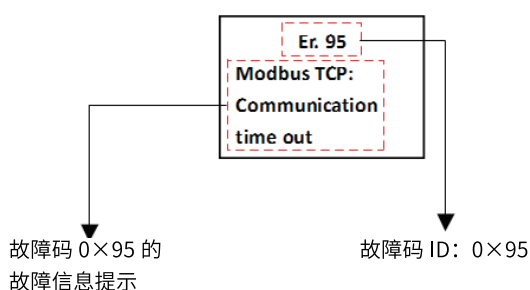 Er. 95
Modbus TCP:
Communication
time out
故障码 0×95 的
故障信息提示
故障码 ID：0×95